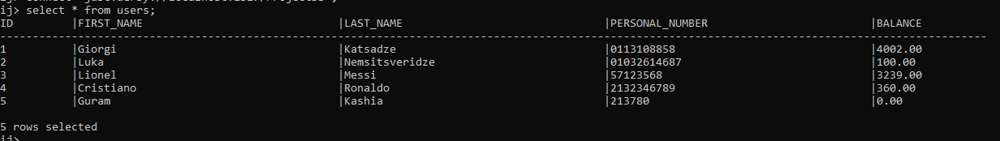 ij> select * from users;
ID |FIRST_NAME |LAST_NAME |PERSONAL_NUMBER |BALANCE
--------------------------------------------------------------------------------------------------------------------------------------------------------
1 |Giorgi |Katsadze |0113108858 |4002.00
2 |Luka |Nemsitsveridze |01032614687 |100.00
3 |Lionel |Messi |57123568 |3239.00
4 |Cristiano |Ronaldo |2132346789 |360.00
5 |Guram |Kashia |213780 |0.00
5 rows selected
ij>